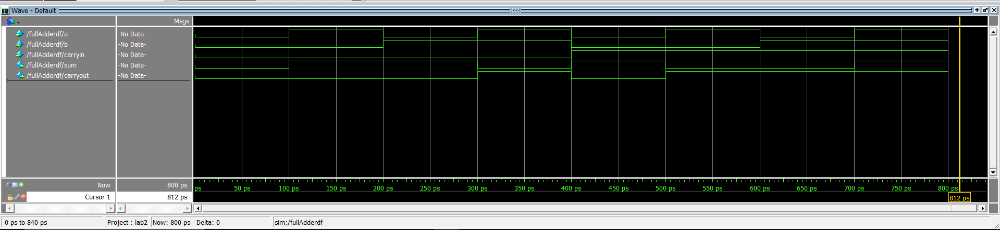 Wave - Default
Msgs
/fullAdderdf/a -No Data-
/fullAdderdf/b -No Data-
/fullAdderdf/carryin -No Data-
/fullAdderdf/sum -No Data-
/fullAdderdf/carryout -No Data-
Now 800 ps
ps 50 ps 100 ps 150 ps 200 ps 250 ps 300 ps 350 ps 400 ps 450 ps 500 ps 550 ps 600 ps 650 ps 700 ps 750 ps 800 ps
Cursor 1 812 ps
812 ps
0 ps to 840 ps Project : lab2 Now: 800 ps Delta: 0 sim:/fullAdderdf